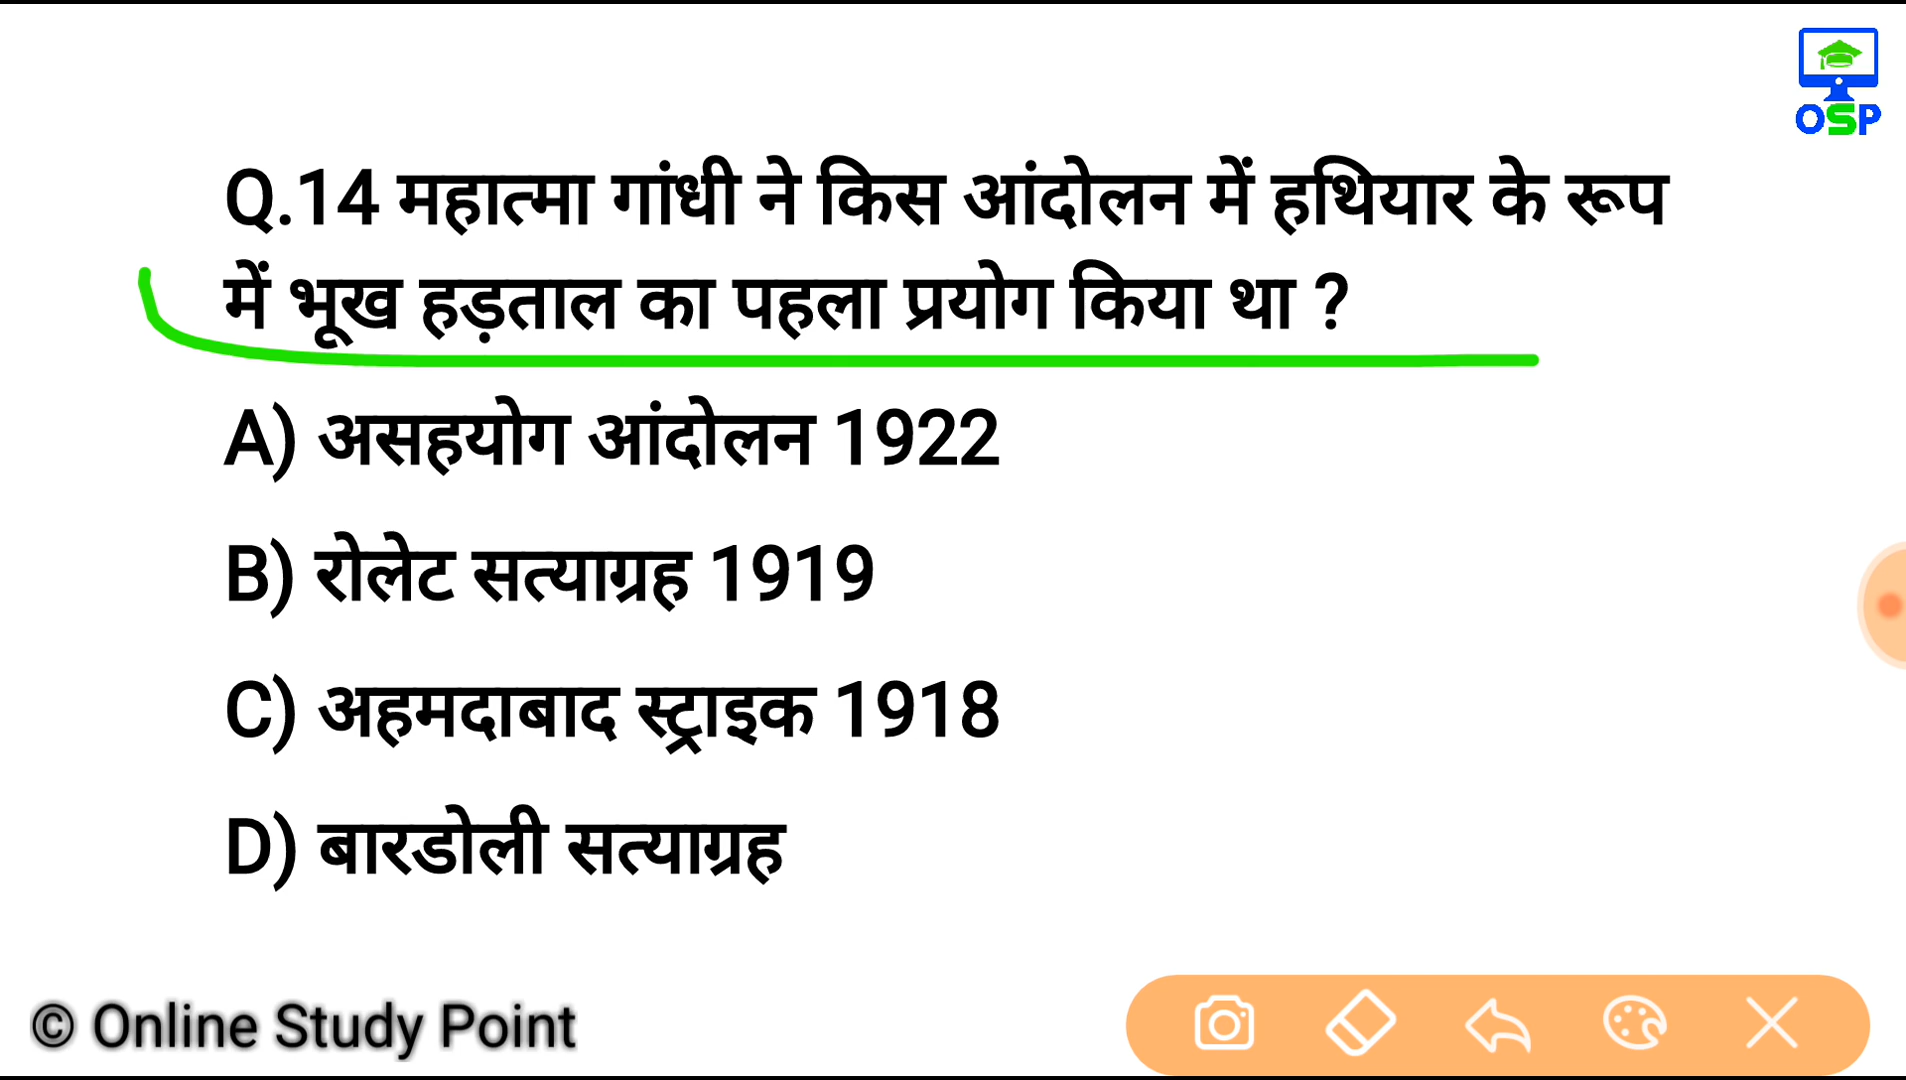 OSP
Q.14 महात्मा गांधी ने किस आंदोलन में हथियार के रूप
में भूख हड़ताल का पहला प्रयोग किया था ?
A) असहयोग आंदोलन 1922
B) रोलेट सत्याग्रह 1919
C) अहमदाबाद स्ट्राइक 1918
D) बारडोली सत्याग्रह
© Online Study Point